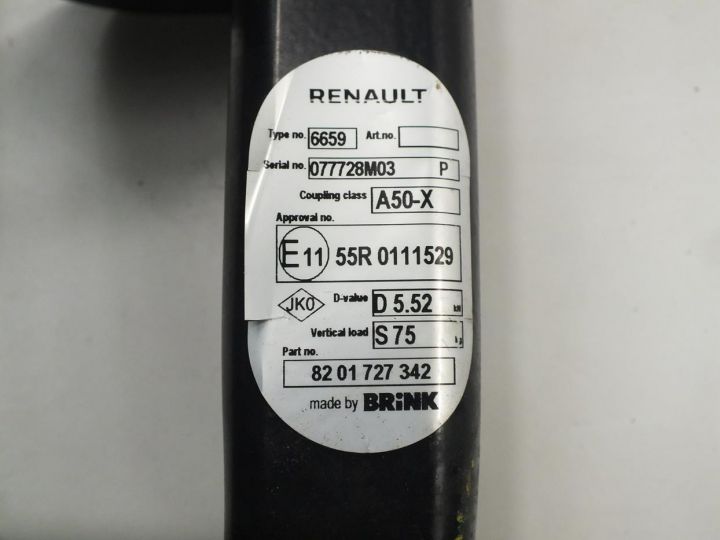 RENAULT
Type no. 6659 Art.no.
Serial no. 077728M03 P
Coupling class A50-X
Approval no.
E11 55R 0111529
JKO D-value D 5.52 kN
Vertical load S 75 kg
Part no.
82 01 727 342
made by BRINK